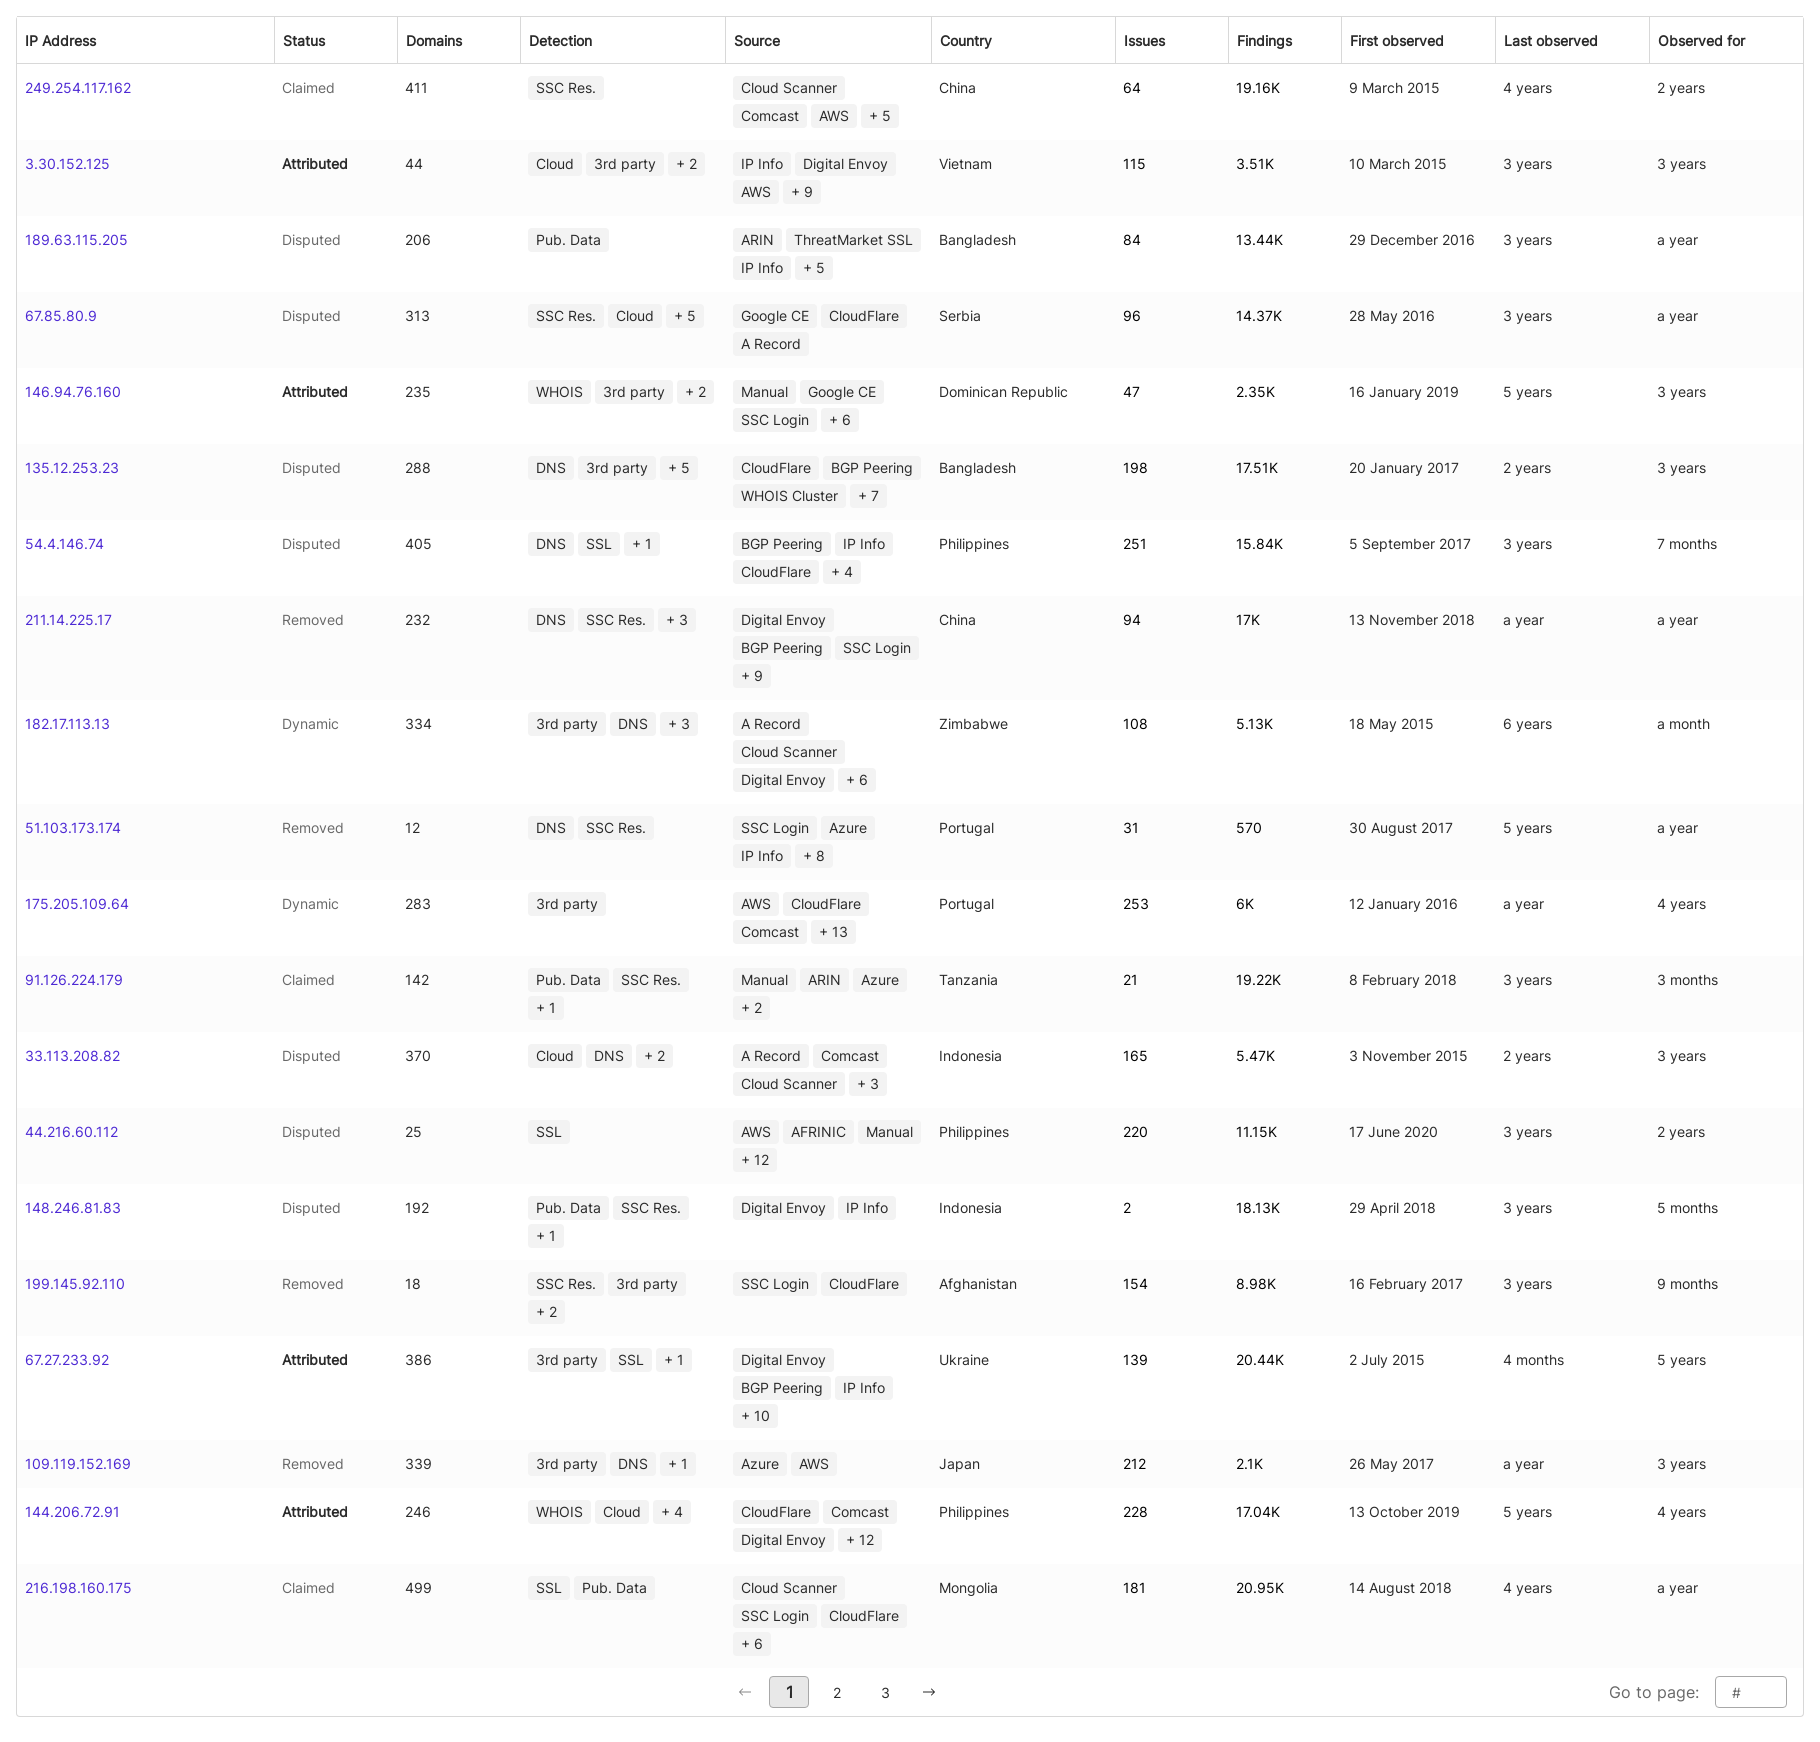 IP Address Status Domains Detection Source Country Issues Findings First observed Last observed Observed for
249.254.117.162 Claimed 411 SSC Res. Cloud Scanner China 64 19.16K 9 March 2015 4 years 2 years
Comcast AWS + 5
3.30.152.125 Attributed 44 Cloud 3rd party + 2 IP Info Digital Envoy Vietnam 115 3.51K 10 March 2015 3 years 3 years
AWS + 9
189.63.115.205 Disputed 206 Pub. Data ARIN ThreatMarket SSL Bangladesh 84 13.44K 29 December 2016 3 years a year
IP Info + 5
67.85.80.9 Disputed 313 SSC Res. Cloud + 5 Google CE CloudFlare Serbia 96 14.37K 28 May 2016 3 years a year
A Record
146.94.76.160 Attributed 235 WHOIS 3rd party + 2 Manual Google CE Dominican Republic 47 2.35K 16 January 2019 5 years 3 years
SSC Login + 6
135.12.253.23 Disputed 288 DNS 3rd party + 5 CloudFlare BGP Peering Bangladesh 198 17.51K 20 January 2017 2 years 3 years
WHOIS Cluster + 7
54.4.146.74 Disputed 405 DNS SSL + 1 BGP Peering IP Info Philippines 251 15.84K 5 September 2017 3 years 7 months
CloudFlare + 4
211.14.225.17 Removed 232 DNS SSC Res. + 3 Digital Envoy China 94 17K 13 November 2018 a year a year
BGP Peering SSC Login
+ 9
182.17.113.13 Dynamic 334 3rd party DNS + 3 A Record Zimbabwe 108 5.13K 18 May 2015 6 years a month
Cloud Scanner
Digital Envoy + 6
51.103.173.174 Removed 12 DNS SSC Res. SSC Login Azure Portugal 31 570 30 August 2017 5 years a year
IP Info + 8
175.205.109.64 Dynamic 283 3rd party AWS CloudFlare Portugal 253 6K 12 January 2016 a year 4 years
Comcast + 13
91.126.224.179 Claimed 142 Pub. Data SSC Res. Manual ARIN Azure Tanzania 21 19.22K 8 February 2018 3 years 3 months
+ 1 + 2
33.113.208.82 Disputed 370 Cloud DNS + 2 A Record Comcast Indonesia 165 5.47K 3 November 2015 2 years 3 years
Cloud Scanner + 3
44.216.60.112 Disputed 25 SSL AWS AFRINIC Manual Philippines 220 11.15K 17 June 2020 3 years 2 years
+ 12
148.246.81.83 Disputed 192 Pub. Data SSC Res. Digital Envoy IP Info Indonesia 2 18.13K 29 April 2018 3 years 5 months
+ 1
199.145.92.110 Removed 18 SSC Res. 3rd party SSC Login CloudFlare Afghanistan 154 8.98K 16 February 2017 3 years 9 months
+ 2
67.27.233.92 Attributed 386 3rd party SSL + 1 Digital Envoy Ukraine 139 20.44K 2 July 2015 4 months 5 years
BGP Peering IP Info
+ 10
109.119.152.169 Removed 339 3rd party DNS + 1 Azure AWS Japan 212 2.1K 26 May 2017 a year 3 years
144.206.72.91 Attributed 246 WHOIS Cloud + 4 CloudFlare Comcast Philippines 228 17.04K 13 October 2019 5 years 4 years
Digital Envoy + 12
216.198.160.175 Claimed 499 SSL Pub. Data Cloud Scanner Mongolia 181 20.95K 14 August 2018 4 years a year
SSC Login CloudFlare
+ 6
← 1 2 3 → Go to page: #